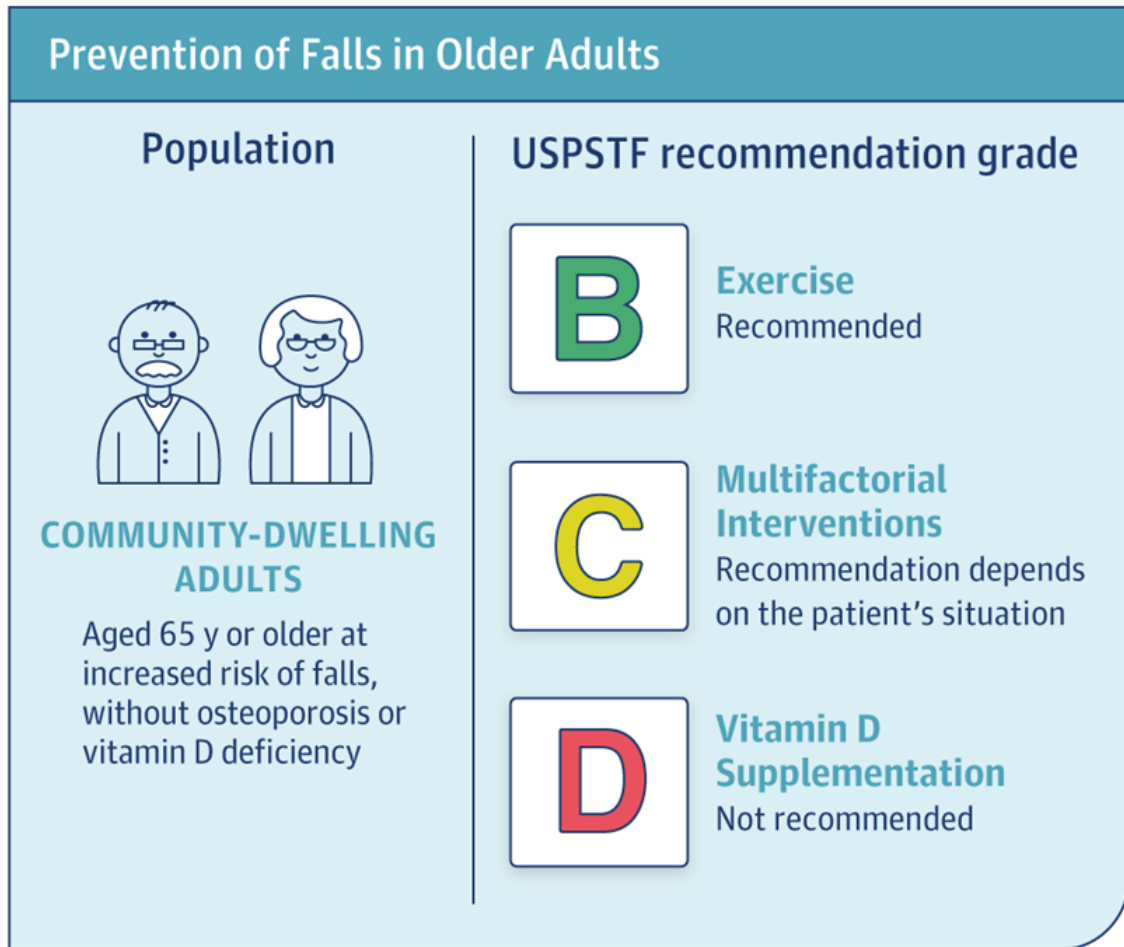 Prevention of Falls in Older Adults
Population
COMMUNITY-DWELLING
ADULTS
Aged 65 y or older at
increased risk of falls,
without osteoporosis or
vitamin D deficiency
USPSTF recommendation grade
B
Exercise
Recommended
C
Multifactorial
Interventions
Recommendation depends
on the patient’s situation
D
Vitamin D
Supplementation
Not recommended